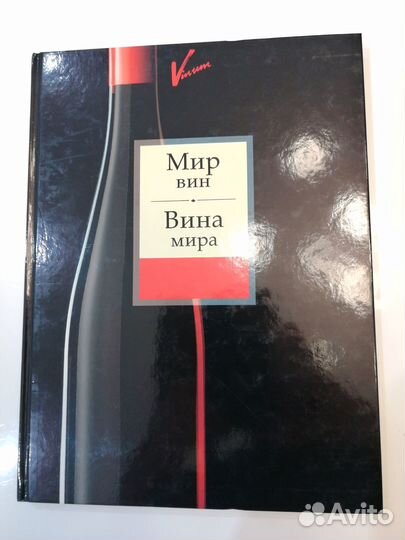 Vinum
Мир
вин
Вина
мира
Avito